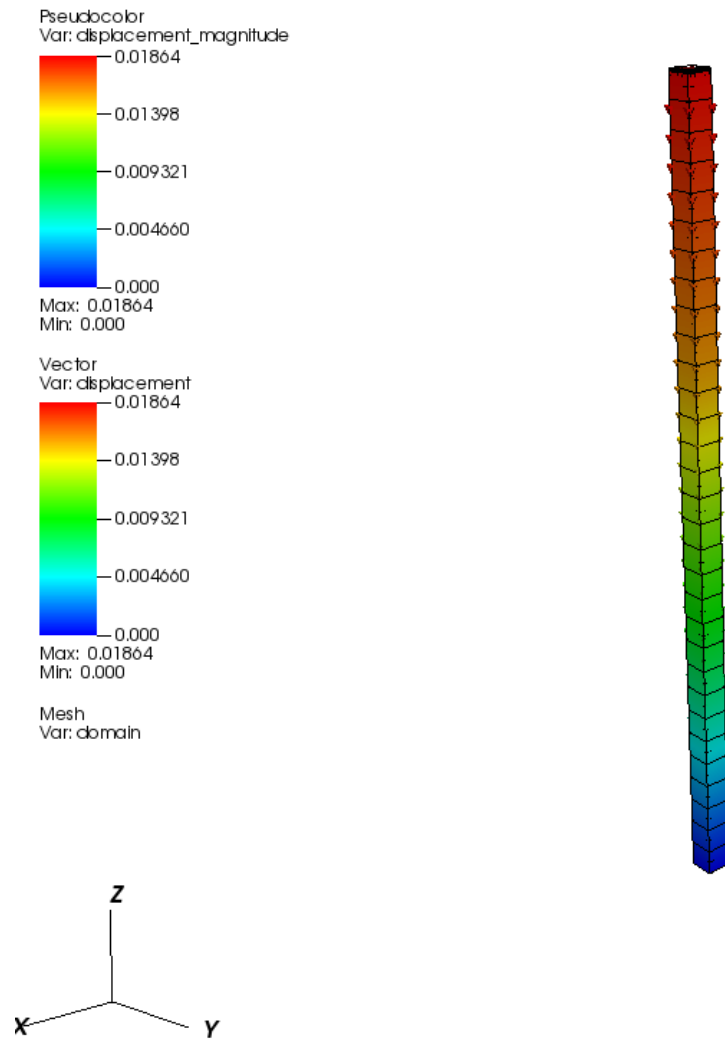 Pseudocolor
Var: displacement_magnitude
0.01864
0.01398
0.009321
0.004660
0.000
Max: 0.01864
Min: 0.000
Vector
Var: displacement
0.01864
0.01398
0.009321
0.004660
0.000
Max: 0.01864
Min: 0.000
Mesh
Var: domain
Z
X
Y